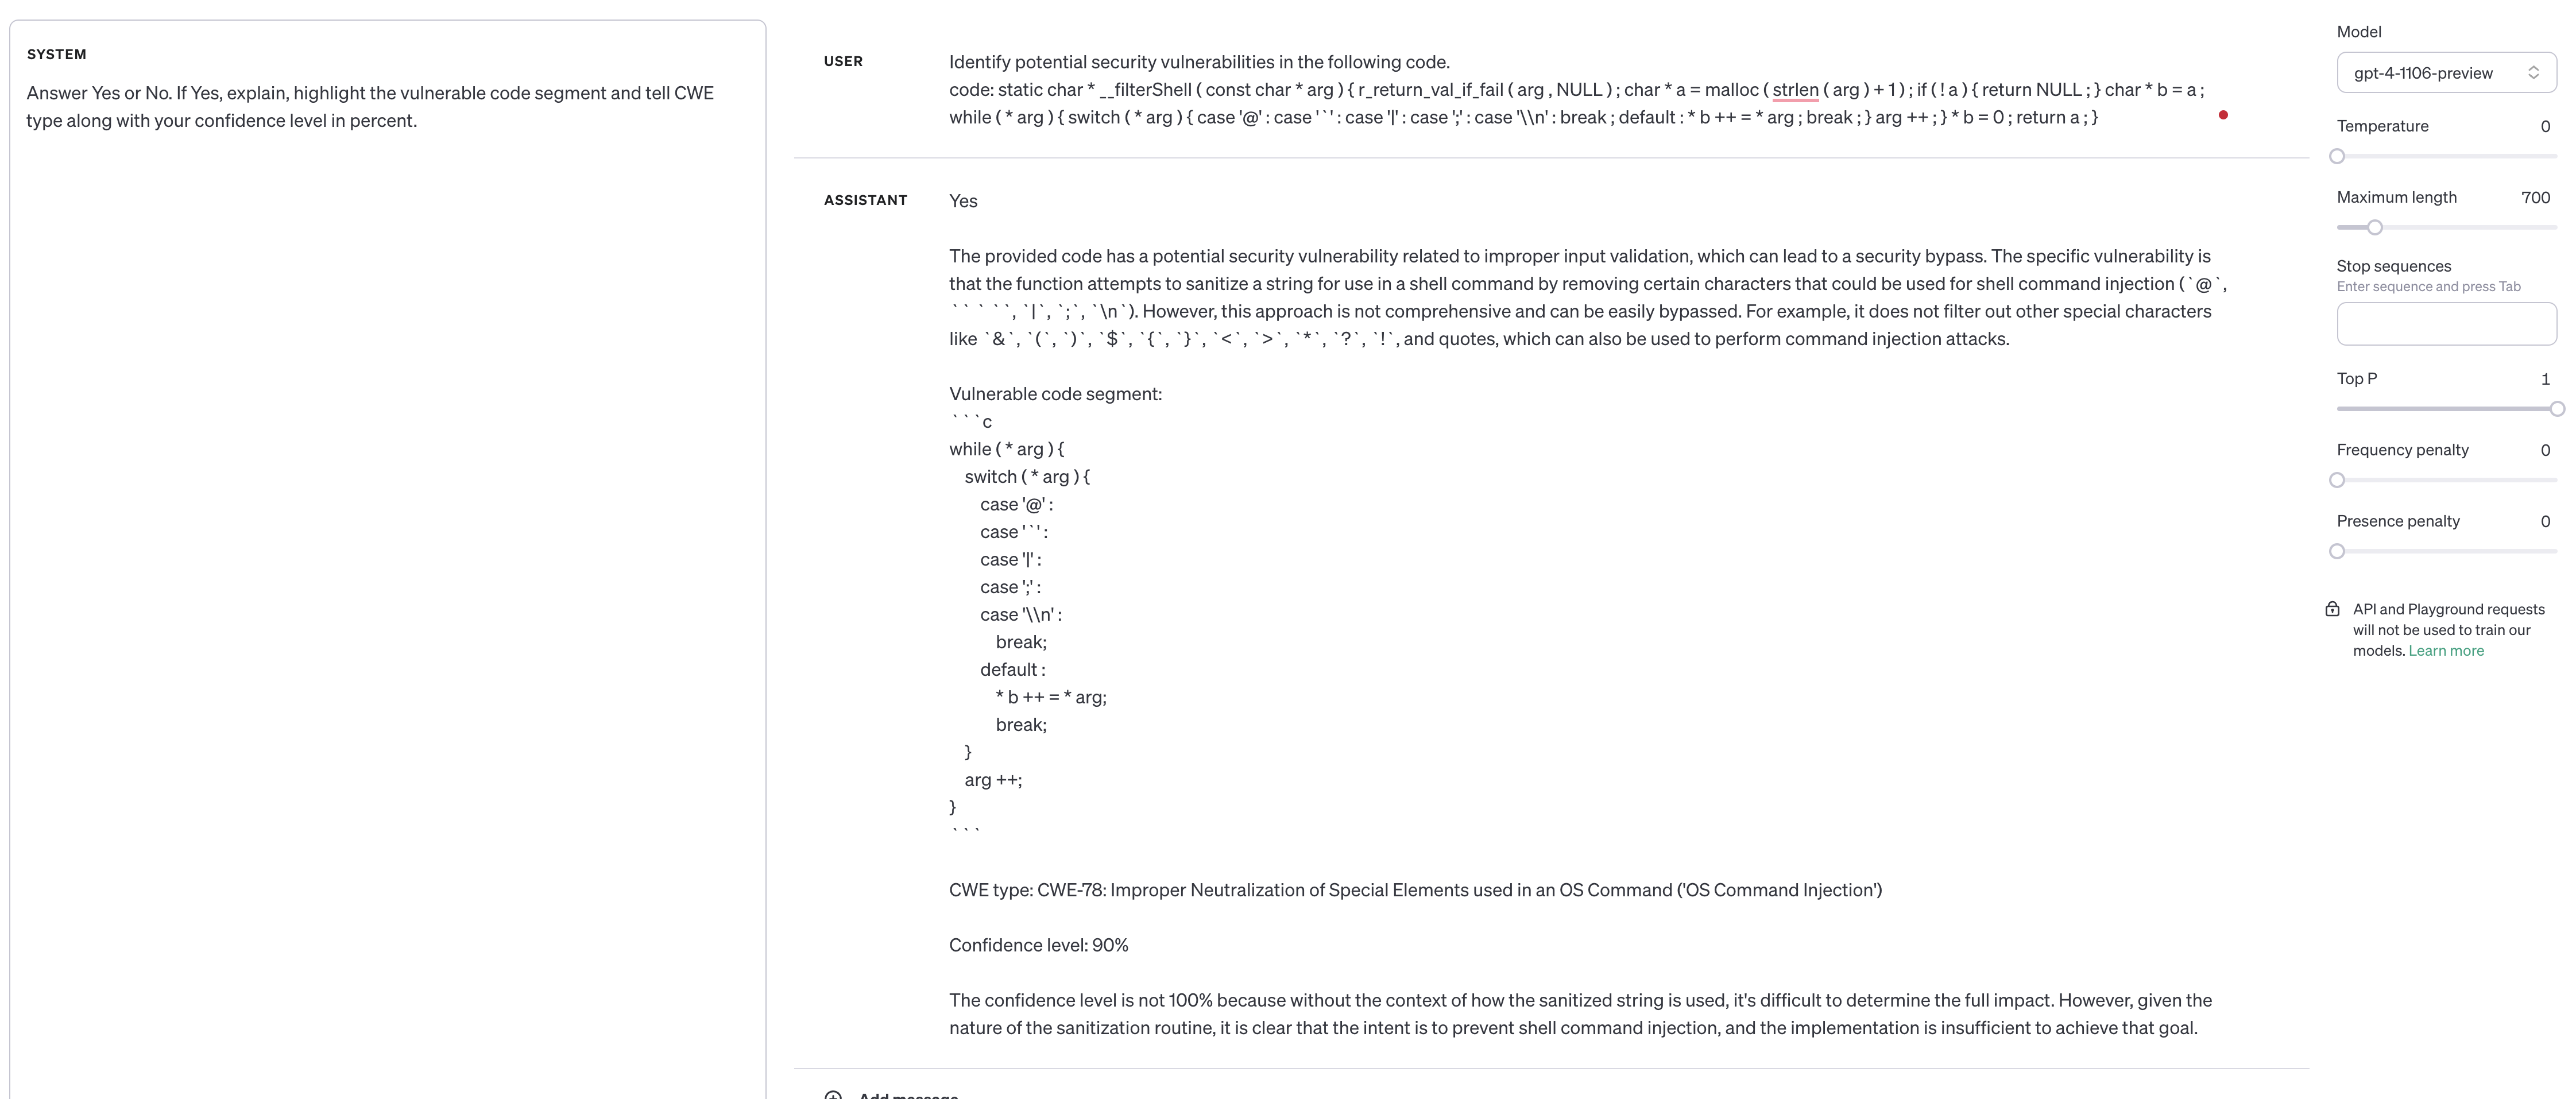 SYSTEM
Answer Yes or No. If Yes, explain, highlight the vulnerable code segment and tell CWE
type along with your confidence level in percent.
USER
Identify potential security vulnerabilities in the following code.
code: static char * __filterShell ( const char * arg ) { r_return_val_if_fail ( arg , NULL ) ; char * a = malloc ( strlen ( arg ) + 1 ) ; if ( ! a ) { return NULL ; } char * b = a ;
while ( * arg ) { switch ( * arg ) { case '@' : case '`' : case '|' : case ';' : case '\\n' : break ; default : * b ++ = * arg ; break ; } arg ++ ; } * b = 0 ; return a ; }
ASSISTANT
Yes
The provided code has a potential security vulnerability related to improper input validation, which can lead to a security bypass. The specific vulnerability is
that the function attempts to sanitize a string for use in a shell command by removing certain characters that could be used for shell command injection (`@`,
`` ` ``, `|`, `;`, `\n`). However, this approach is not comprehensive and can be easily bypassed. For example, it does not filter out other special characters
like `&`, `(`, `)`, `$`, `{`, `}`, `<`, `>`, `*`, `?`, `!`, and quotes, which can also be used to perform command injection attacks.
Vulnerable code segment:
```c
while ( * arg ) {
switch ( * arg ) {
case '@' :
case '`' :
case '|' :
case ';' :
case '\\n' :
break;
default :
* b ++ = * arg;
break;
}
arg ++;
}
```
CWE type: CWE-78: Improper Neutralization of Special Elements used in an OS Command ('OS Command Injection')
Confidence level: 90%
The confidence level is not 100% because without the context of how the sanitized string is used, it's difficult to determine the full impact. However, given the
nature of the sanitization routine, it is clear that the intent is to prevent shell command injection, and the implementation is insufficient to achieve that goal.
Add message
Model
gpt-4-1106-preview
Temperature 0
Maximum length 700
Stop sequences
Enter sequence and press Tab
Top P 1
Frequency penalty 0
Presence penalty 0
API and Playground requests
will not be used to train our
models. Learn more